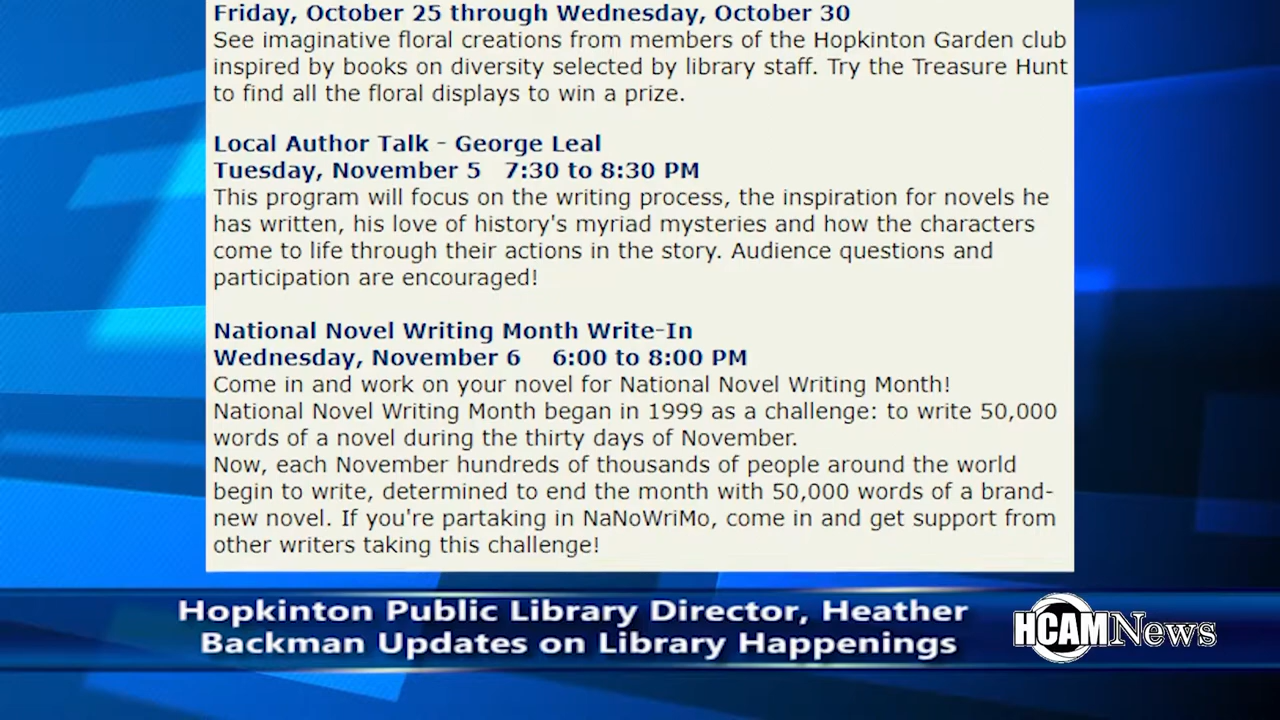 Friday, October 25 through Wednesday, October 30
See imaginative floral creations from members of the Hopkinton Garden club
inspired by books on diversity selected by library staff. Try the Treasure Hunt
to find all the floral displays to win a prize.
Local Author Talk - George Leal
Tuesday, November 5 7:30 to 8:30 PM
This program will focus on the writing process, the inspiration for novels he
has written, his love of history's myriad mysteries and how the characters
come to life through their actions in the story. Audience questions and
participation are encouraged!
National Novel Writing Month Write-In
Wednesday, November 6 6:00 to 8:00 PM
Come in and work on your novel for National Novel Writing Month!
National Novel Writing Month began in 1999 as a challenge: to write 50,000
words of a novel during the thirty days of November.
Now, each November hundreds of thousands of people around the world
begin to write, determined to end the month with 50,000 words of a brand-
new novel. If you're partaking in NaNoWriMo, come in and get support from
other writers taking this challenge!
Hopkinton Public Library Director, Heather
Backman Updates on Library Happenings
HCAM News